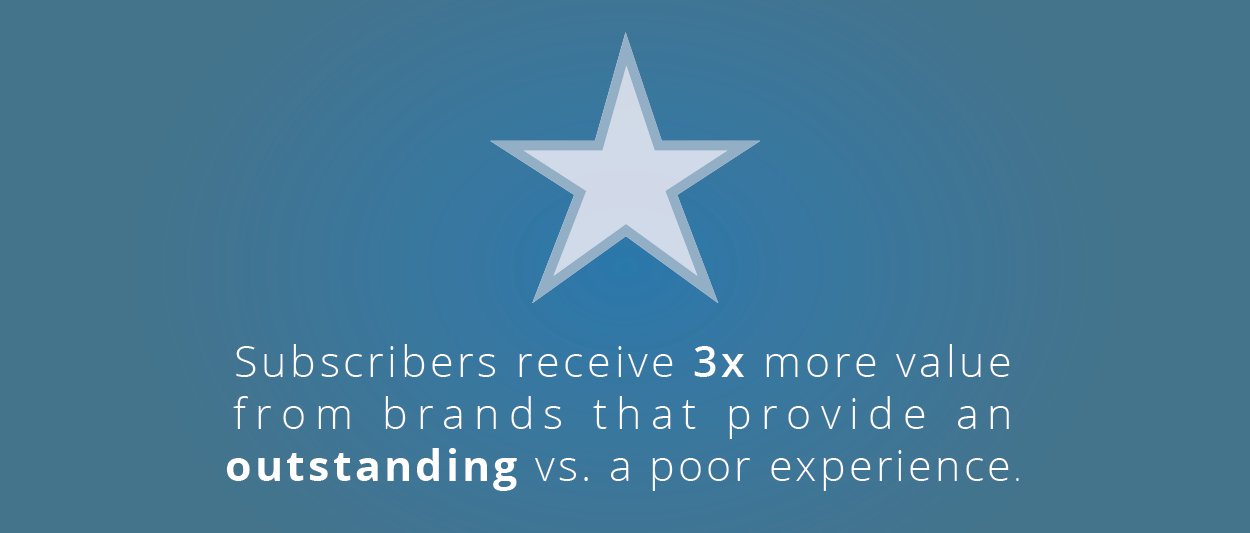 Subscribers receive 3x more value
from brands that provide an
outstanding vs. a poor experience.